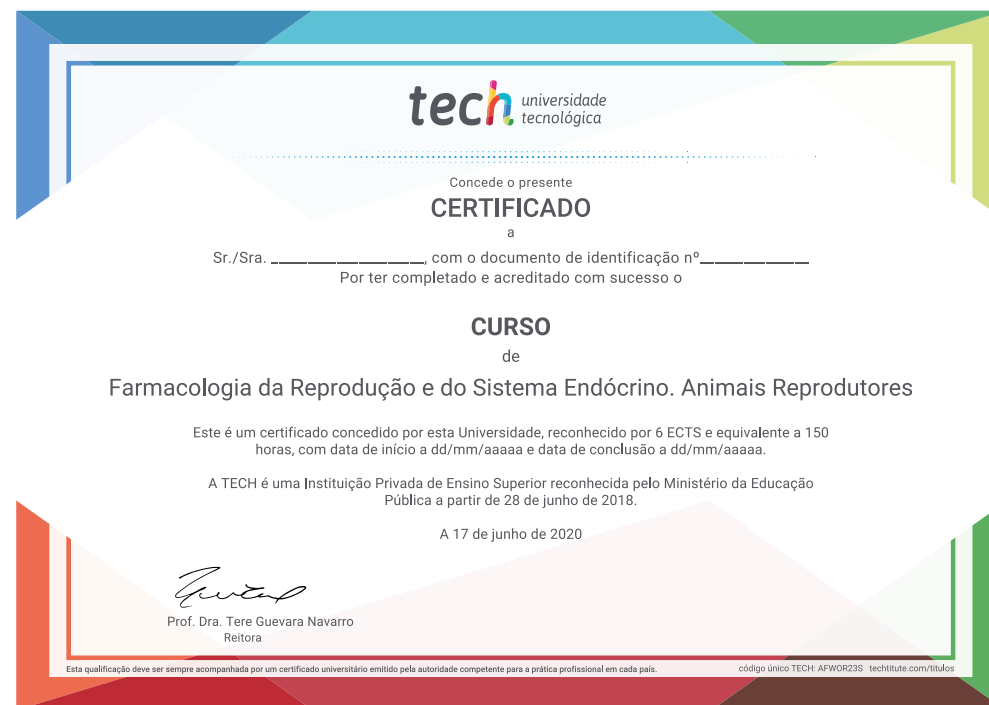 tech universidade
tecnológica
Concede o presente
CERTIFICADO
a
Sr./Sra. ____________________, com o documento de identificação nº______________
Por ter completado e acreditado com sucesso o
CURSO
de
Farmacologia da Reprodução e do Sistema Endócrino. Animais Reprodutores
Este é um certificado concedido por esta Universidade, reconhecido por 6 ECTS e equivalente a 150
horas, com data de início a dd/mm/aaaaa e data de conclusão a dd/mm/aaaaa.
A TECH é uma Instituição Privada de Ensino Superior reconhecida pelo Ministério da Educação
Pública a partir de 28 de junho de 2018.
A 17 de junho de 2020
Prof. Dra. Tere Guevara Navarro
Reitora
Esta qualificação deve ser sempre acompanhada por um certificado universitário emitido pela autoridade competente para a prática profissional em cada país.
código único TECH: AFWOR23S techtitute.com/titulos